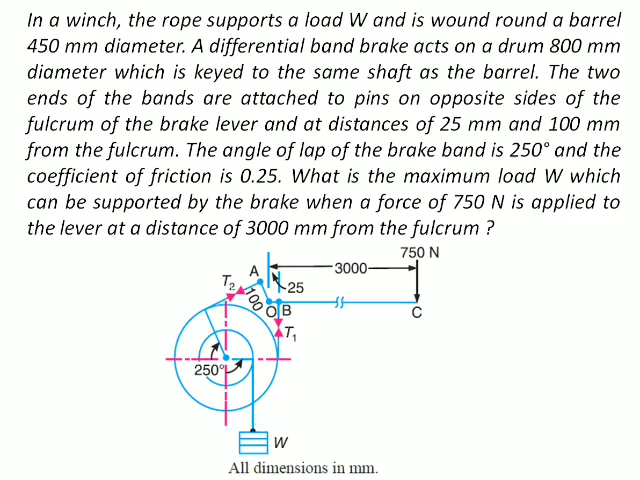 In a winch, the rope supports a load W and is wound round a barrel
450 mm diameter. A differential band brake acts on a drum 800 mm
diameter which is keyed to the same shaft as the barrel. The two
ends of the bands are attached to pins on opposite sides of the
fulcrum of the brake lever and at distances of 25 mm and 100 mm
from the fulcrum. The angle of lap of the brake band is 250° and the
coefficient of friction is 0.25. What is the maximum load W which
can be supported by the brake when a force of 750 N is applied to
the lever at a distance of 3000 mm from the fulcrum ?
750 N
3000
A
T₂
25
100
O B
C
T₁
250°
W
All dimensions in mm.